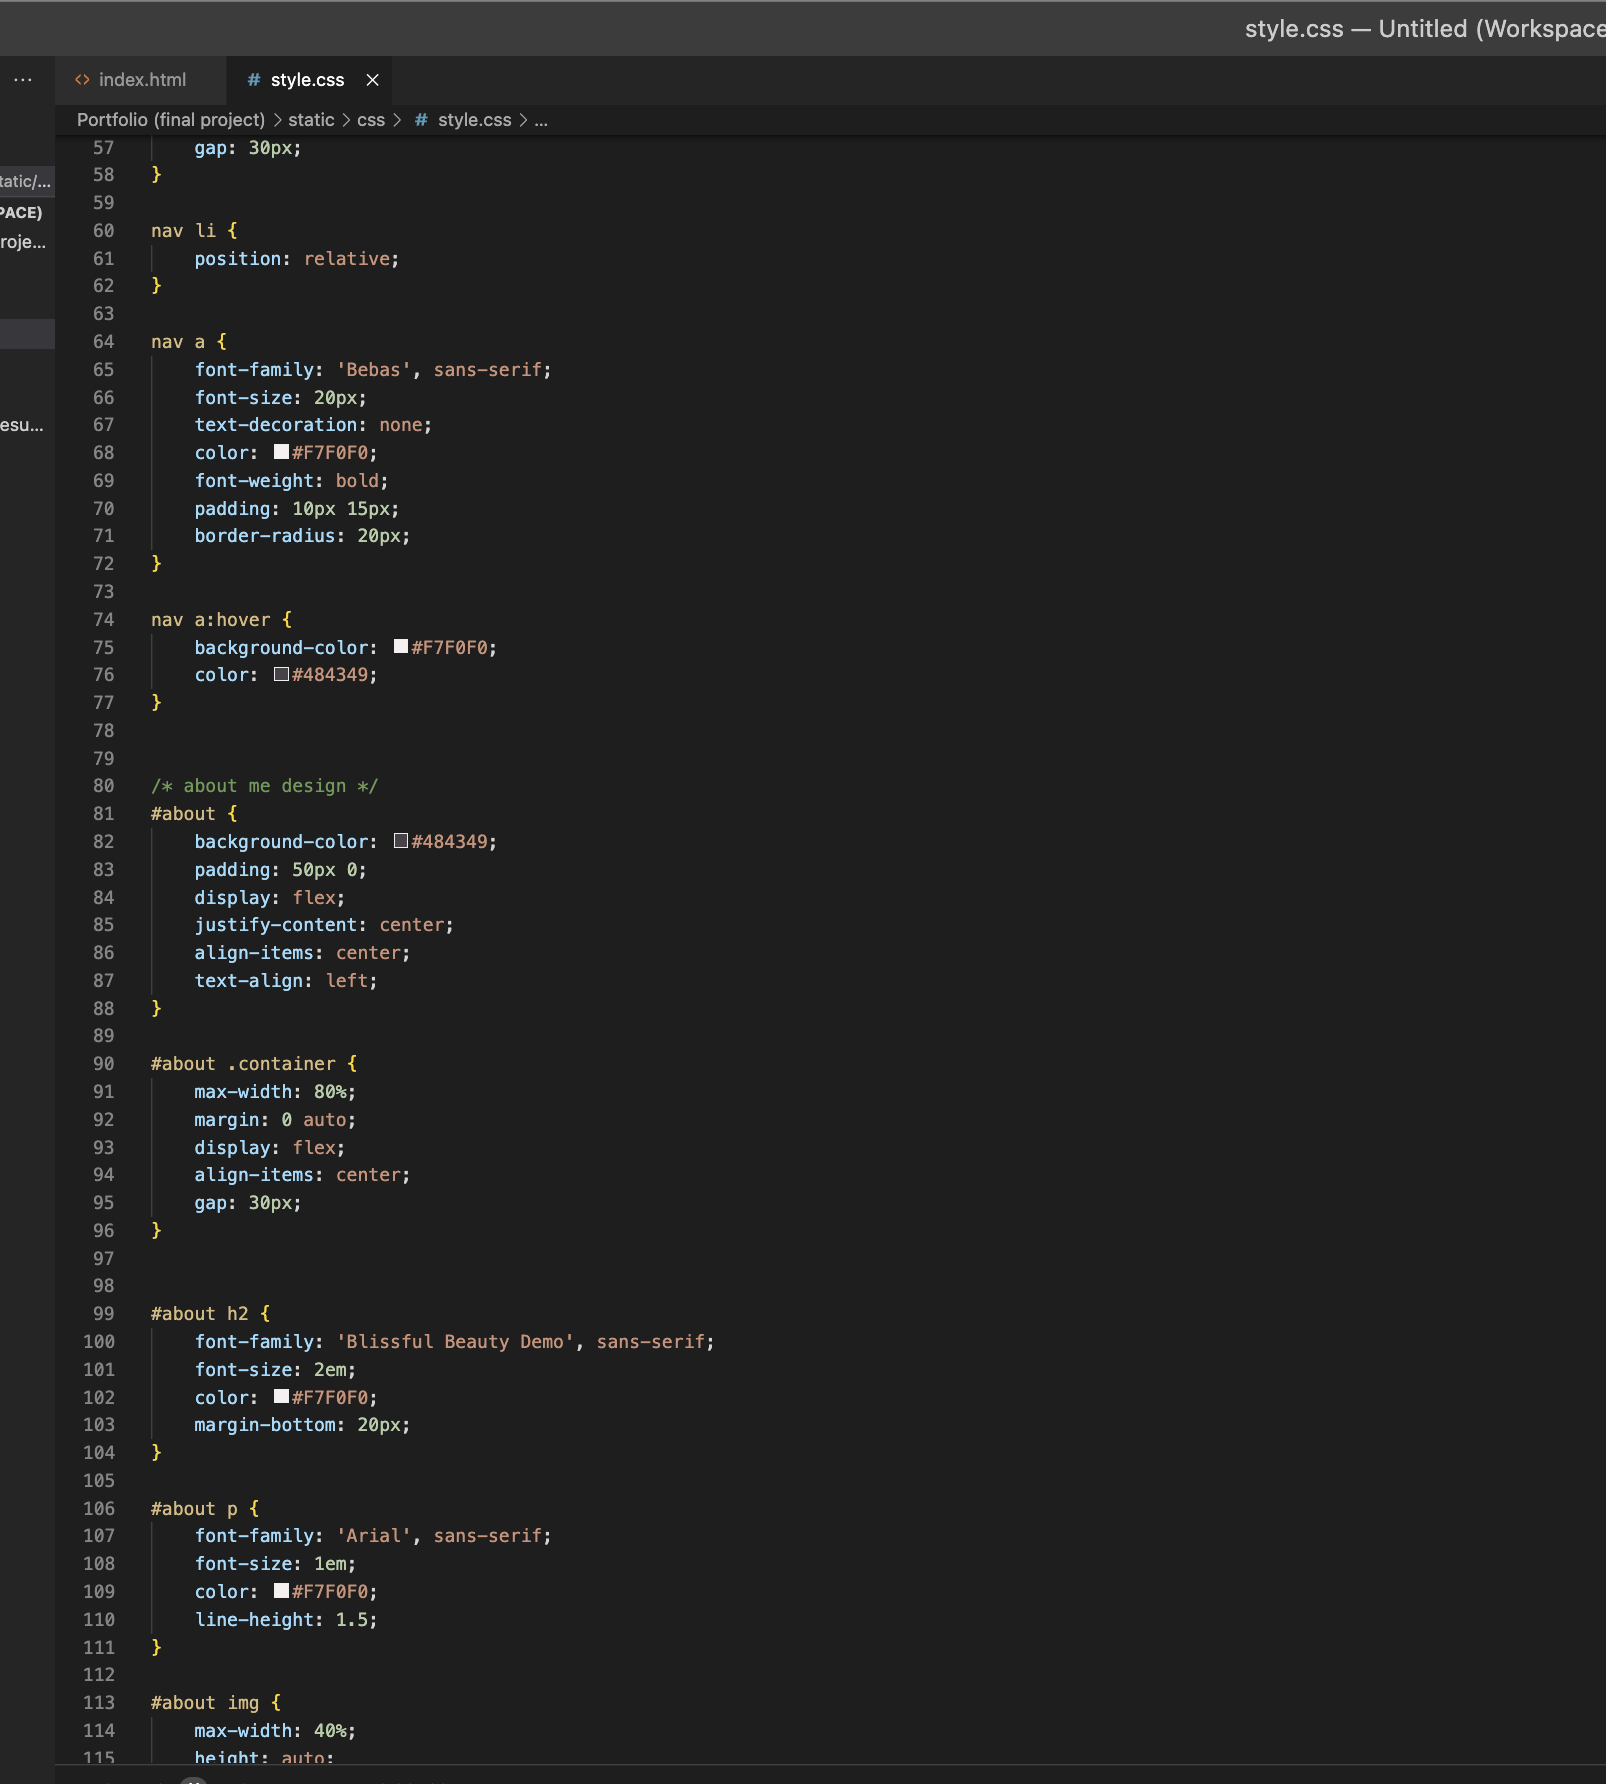 style.css — Untitled (Workspace
... index.html # style.css ×
Portfolio (final project) > static > css > # style.css > ...
tatic/...
PACE)
roje...
esu...
57 gap: 30px;
58 }
59
60 nav li {
61 position: relative;
62 }
63
64 nav a {
65 font-family: 'Bebas', sans-serif;
66 font-size: 20px;
67 text-decoration: none;
68 color: #F7F0F0;
69 font-weight: bold;
70 padding: 10px 15px;
71 border-radius: 20px;
72 }
73
74 nav a:hover {
75 background-color: #F7F0F0;
76 color: #484349;
77 }
78
79
80 /* about me design */
81 #about {
82 background-color: #484349;
83 padding: 50px 0;
84 display: flex;
85 justify-content: center;
86 align-items: center;
87 text-align: left;
88 }
89
90 #about .container {
91 max-width: 80%;
92 margin: 0 auto;
93 display: flex;
94 align-items: center;
95 gap: 30px;
96 }
97
98
99 #about h2 {
100 font-family: 'Blissful Beauty Demo', sans-serif;
101 font-size: 2em;
102 color: #F7F0F0;
103 margin-bottom: 20px;
104 }
105
106 #about p {
107 font-family: 'Arial', sans-serif;
108 font-size: 1em;
109 color: #F7F0F0;
110 line-height: 1.5;
111 }
112
113 #about img {
114 max-width: 40%;
115 height: auto;